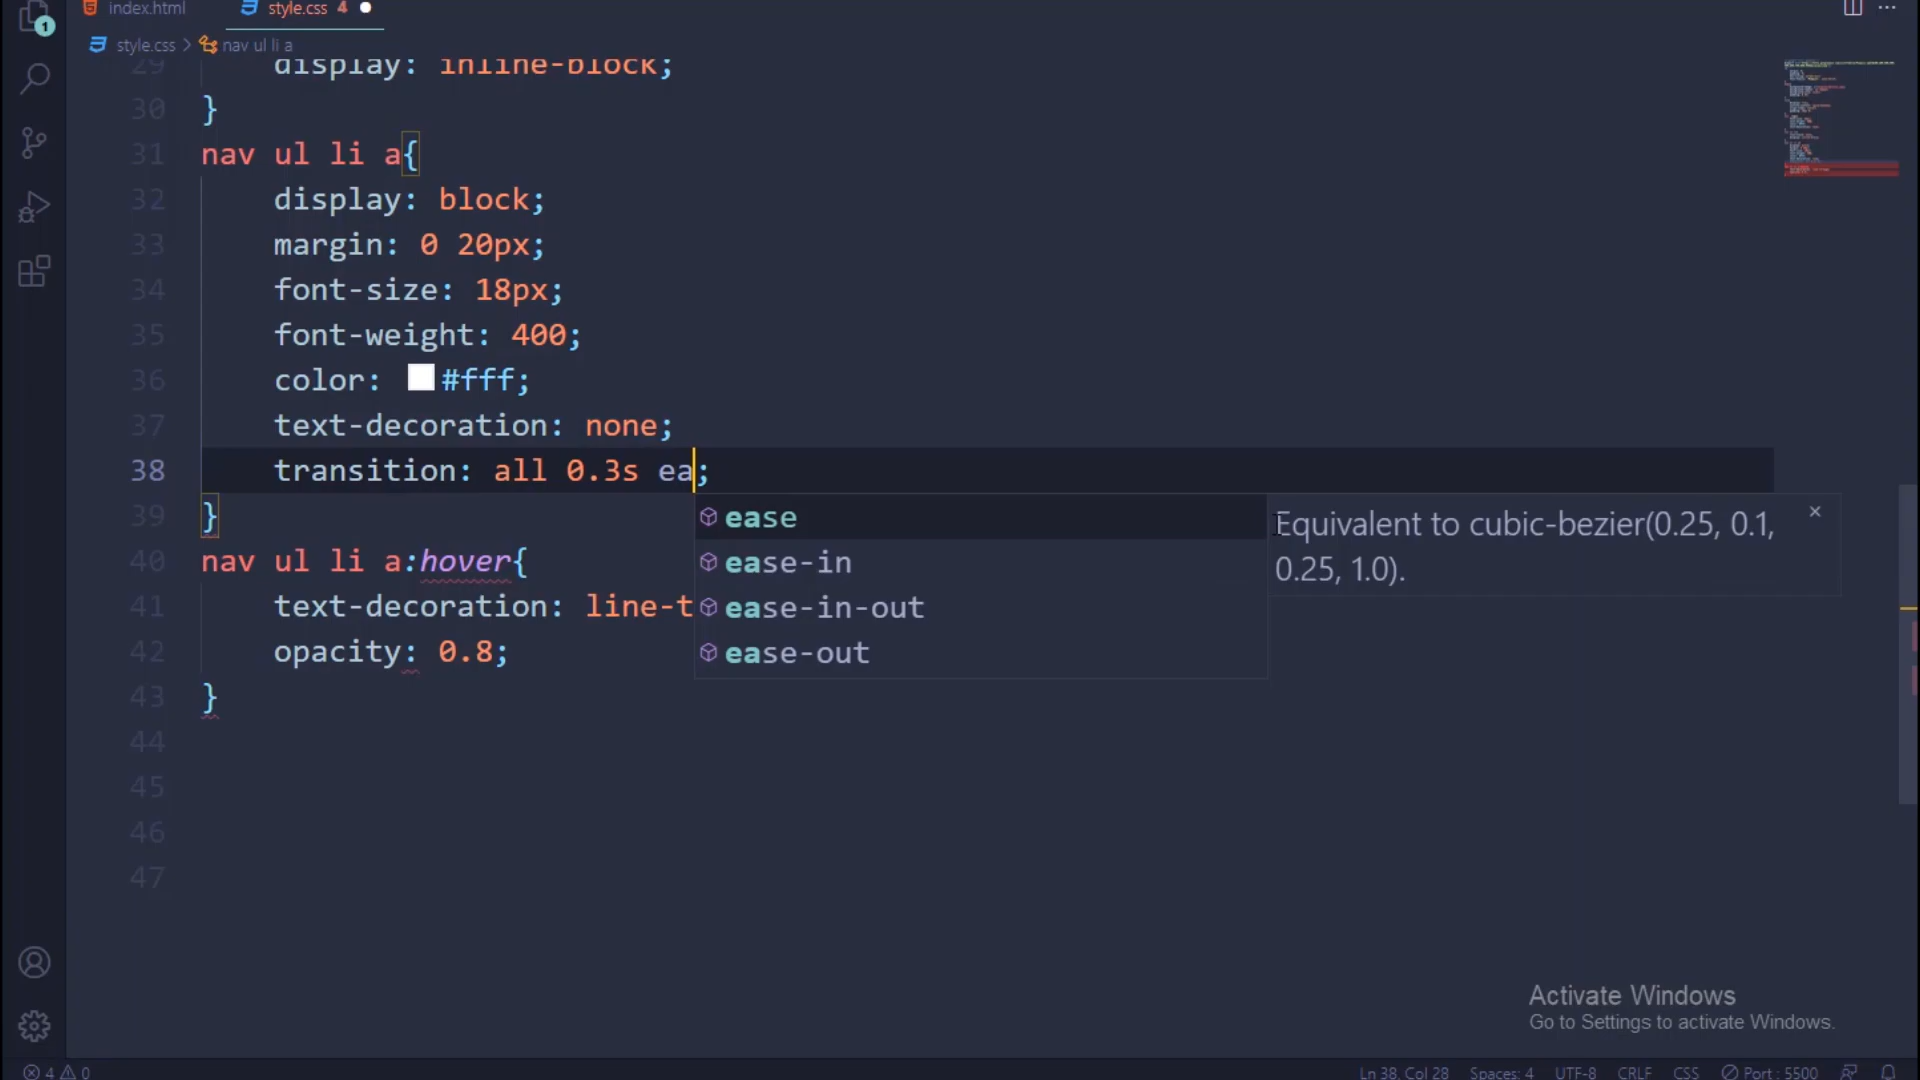 1
index.html
style.css 4
style.css > nav ul li a
29 display: inline-block;
30 }
31 nav ul li a{
32 display: block;
33 margin: 0 20px;
34 font-size: 18px;
35 font-weight: 400;
36 color: #fff;
37 text-decoration: none;
38 transition: all 0.3s ea;
39 }
ease
Equivalent to cubic-bezier(0.25, 0.1,
0.25, 1.0).
×
40 nav ul li a:hover{
ease-in
41 text-decoration: line-t
ease-in-out
42 opacity: 0.8;
ease-out
43 }
44
45
46
47
Activate Windows
Go to Settings to activate Windows.
4 0
Ln 38, Col 28 Spaces: 4 UTF-8 CRLF CSS Port : 5500